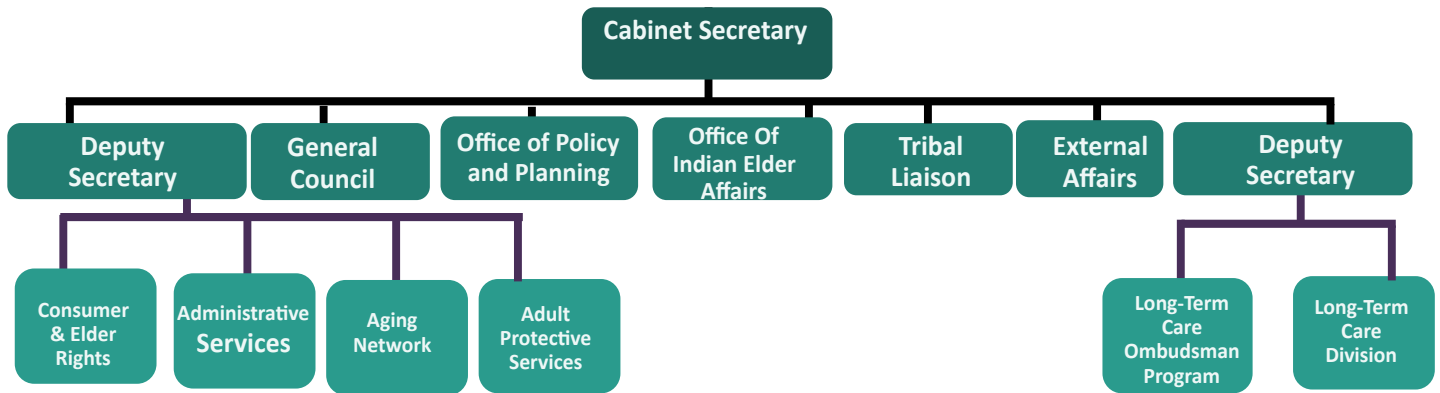 Cabinet Secretary
Deputy
Secretary
General
Council
Office of Policy
and Planning
Office Of
Indian Elder
Affairs
Tribal
Liaison
External
Affairs
Deputy
Secretary
Consumer
& Elder
Rights
Administrative
Services
Aging
Network
Adult
Protective
Services
Long-Term
Care
Ombudsman
Program
Long-Term
Care
Division